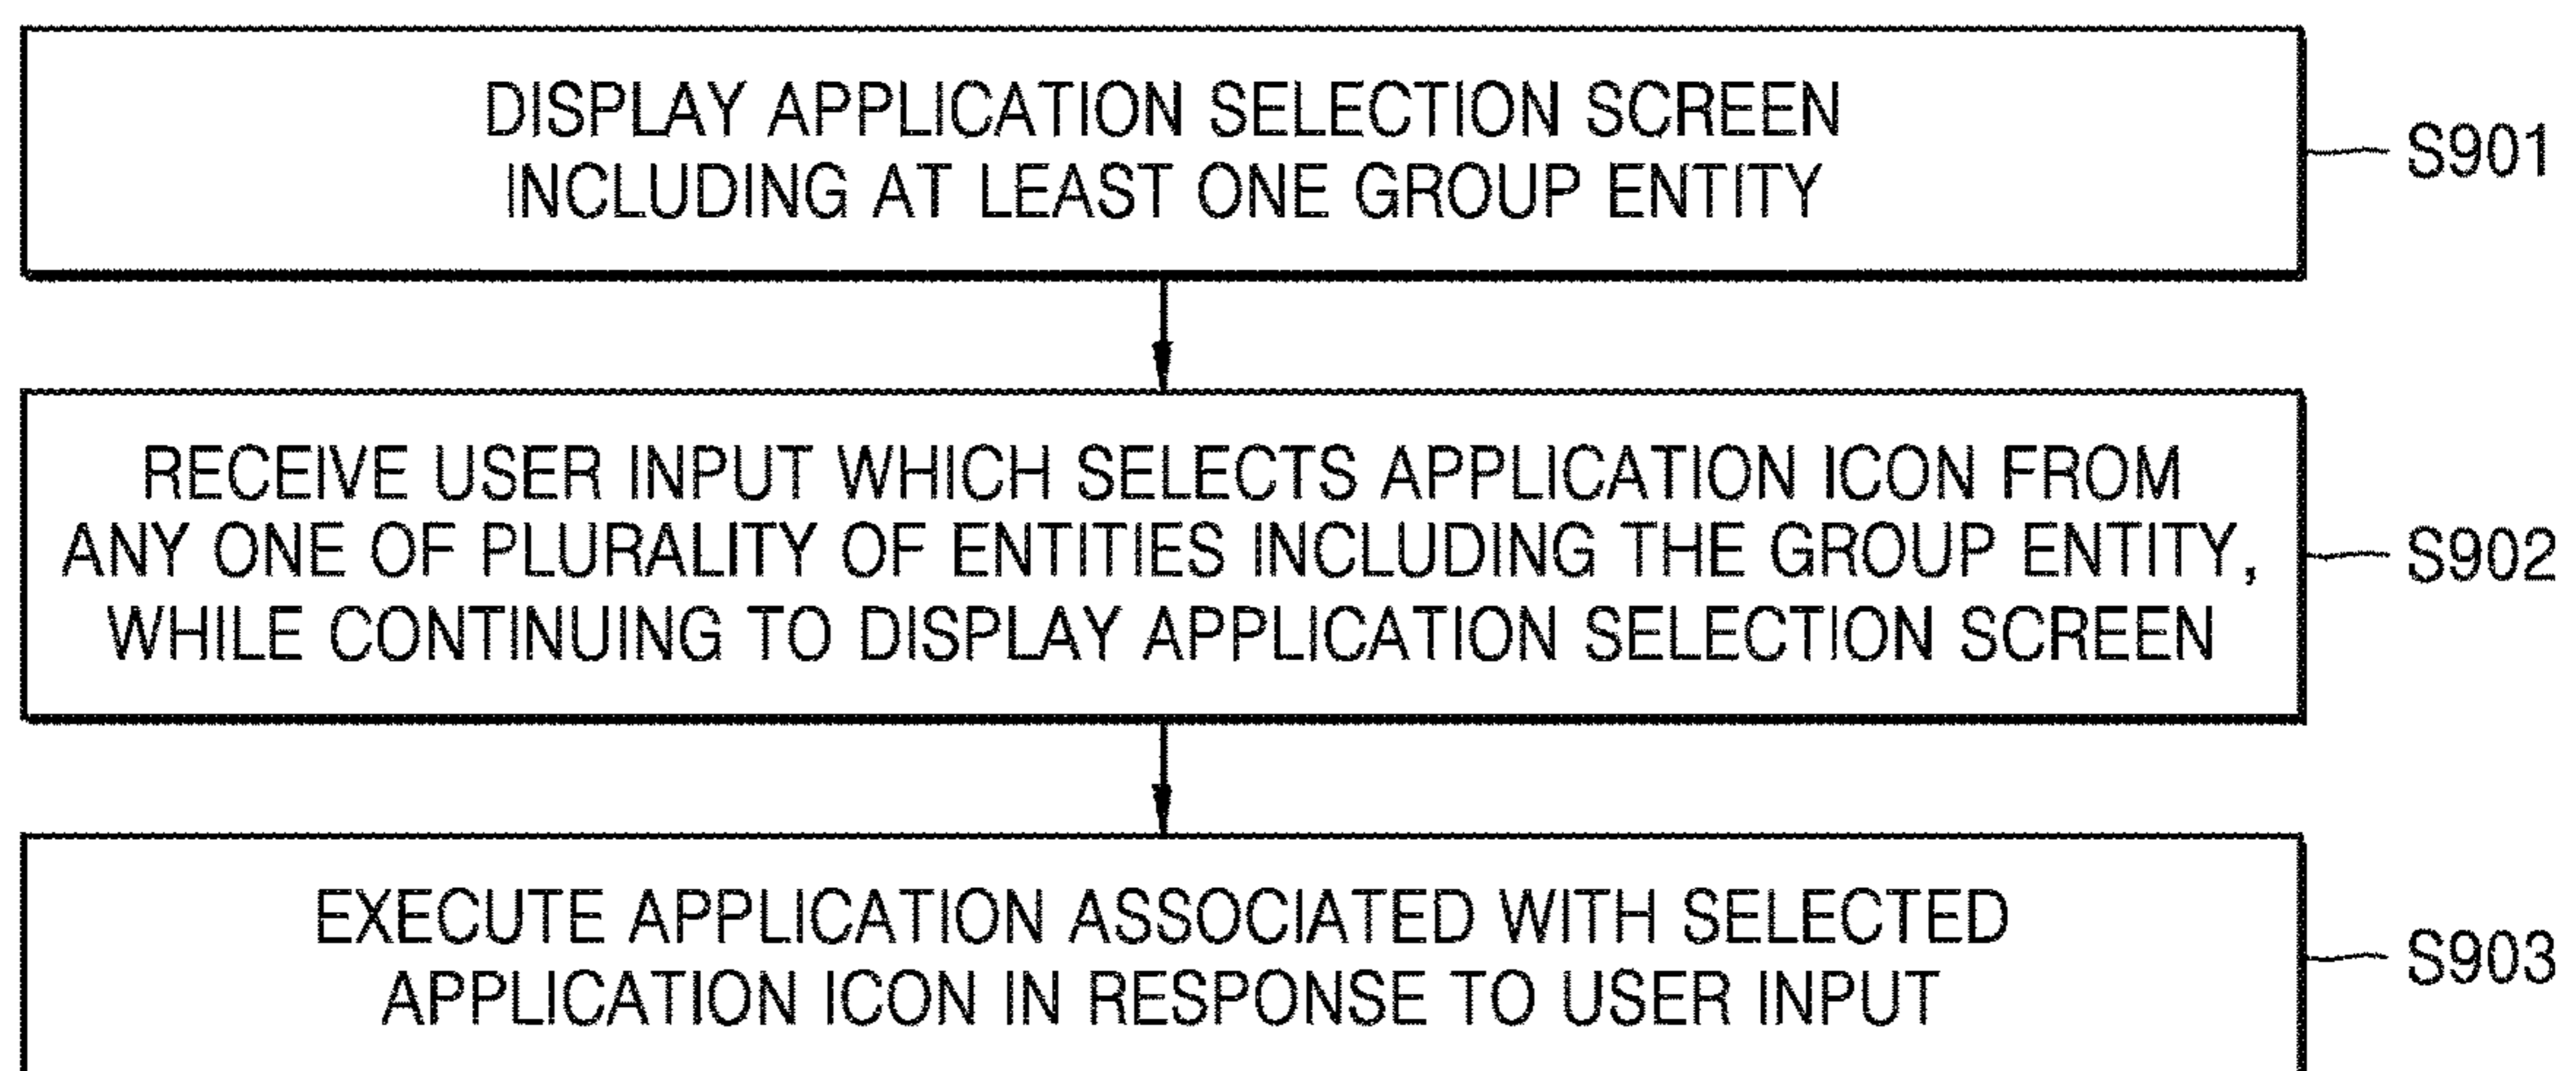 DISPLAY APPLICATION SELECTION SCREEN
INCLUDING AT LEAST ONE GROUP ENTITY
S901
RECEIVE USER INPUT WHICH SELECTS APPLICATION ICON FROM
ANY ONE OF PLURALITY OF ENTITIES INCLUDING THE GROUP ENTITY,
WHILE CONTINUING TO DISPLAY APPLICATION SELECTION SCREEN
S902
EXECUTE APPLICATION ASSOCIATED WITH SELECTED
APPLICATION ICON IN RESPONSE TO USER INPUT
S903